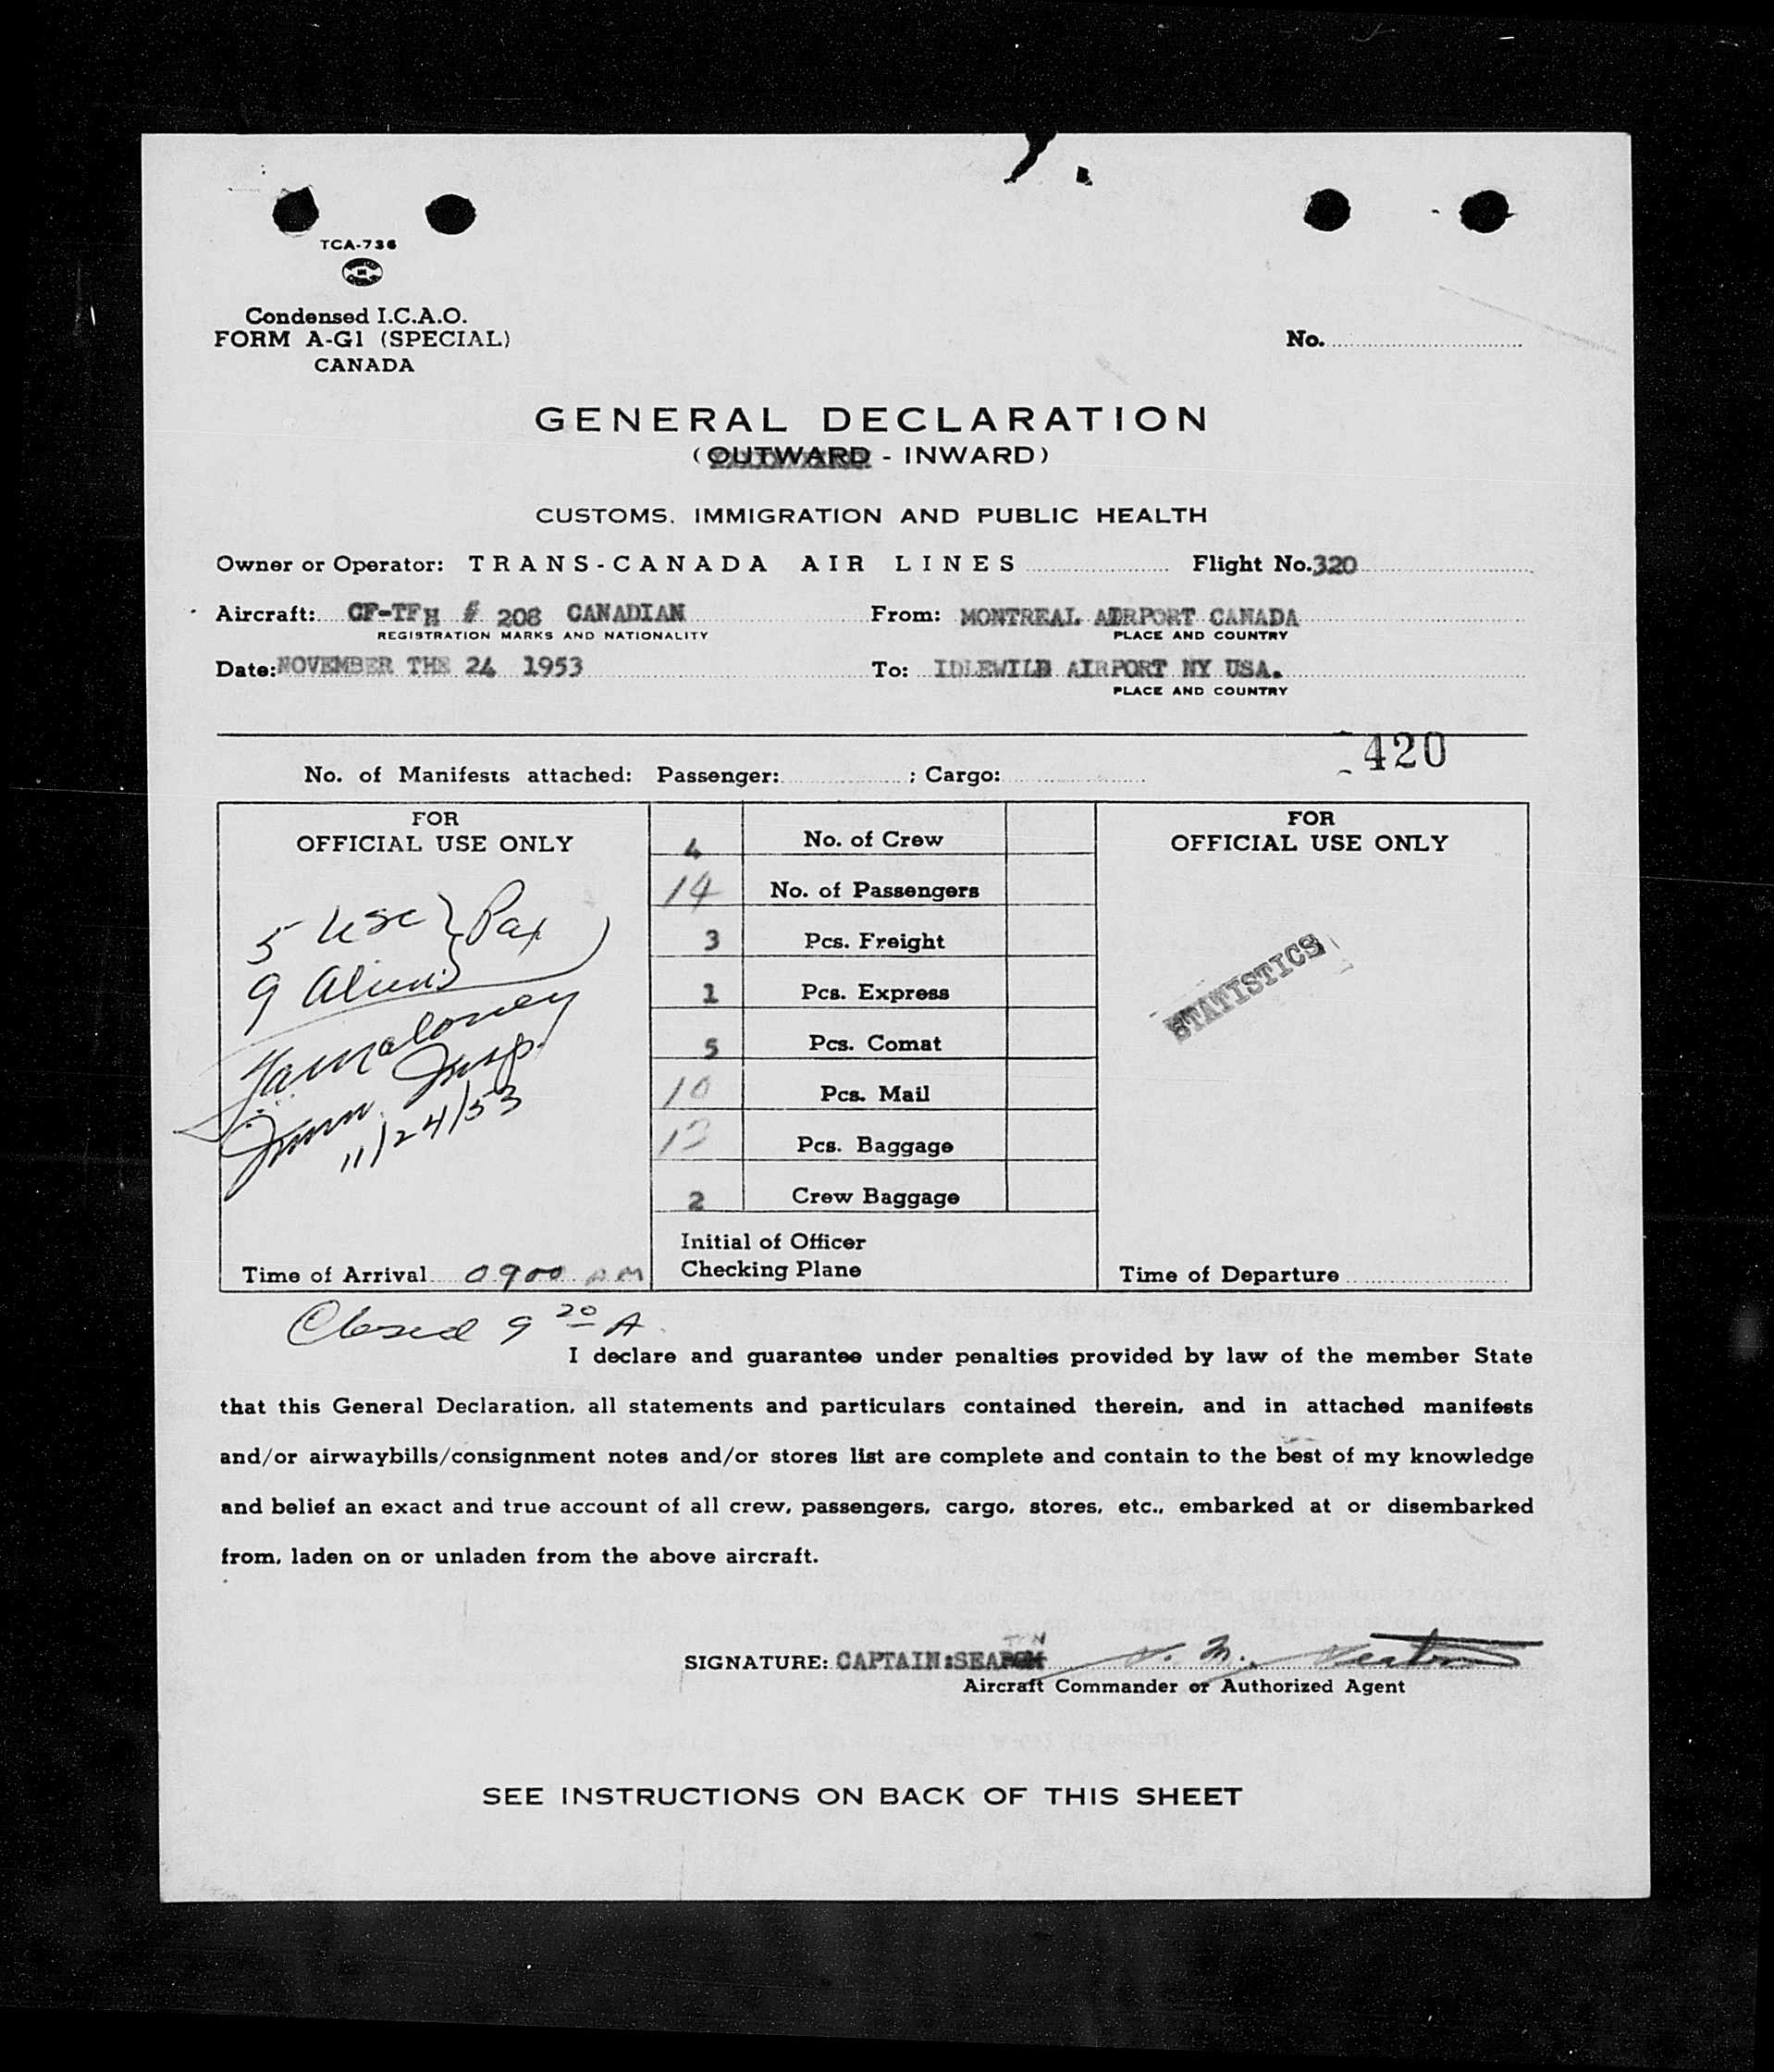 TCA-736
Condensed I.C.A.O.
FORM A-G1 (SPECIAL)
CANADA
No.
GENERAL DECLARATION
(OUTWARD - INWARD)
CUSTOMS, IMMIGRATION AND PUBLIC HEALTH
Owner or Operator: TRANS-CANADA AIR LINES Flight No. 320
Aircraft: CF-TFH # 208 CANADIAN From: MONTREAL AIRPORT CANADA
REGISTRATION MARKS AND NATIONALITY PLACE AND COUNTRY
Date: NOVEMBER THE 24 1953 To: IDLEWILD AIRPORT NY USA.
PLACE AND COUNTRY
420
No. of Manifests attached: Passenger: ; Cargo:
FOR
OFFICIAL USE ONLY
5 USC } Pax
9 Aliens
Maloney
Imm. Insp.
11/24/53
Time of Arrival 0900 AM
4 No. of Crew
14 No. of Passengers
3 Pcs. Freight
1 Pcs. Express
5 Pcs. Comat
10 Pcs. Mail
Pcs. Baggage
2 Crew Baggage
Initial of Officer
Checking Plane
FOR
OFFICIAL USE ONLY
STATISTICS
Time of Departure
Closed 9 20 A
I declare and guarantee under penalties provided by law of the member State
that this General Declaration, all statements and particulars contained therein, and in attached manifests
and/or airwaybills/consignment notes and/or stores list are complete and contain to the best of my knowledge
and belief an exact and true account of all crew, passengers, cargo, stores, etc., embarked at or disembarked
from, laden on or unladen from the above aircraft.
SIGNATURE: CAPTAIN:
Aircraft Commander or Authorized Agent
SEE INSTRUCTIONS ON BACK OF THIS SHEET